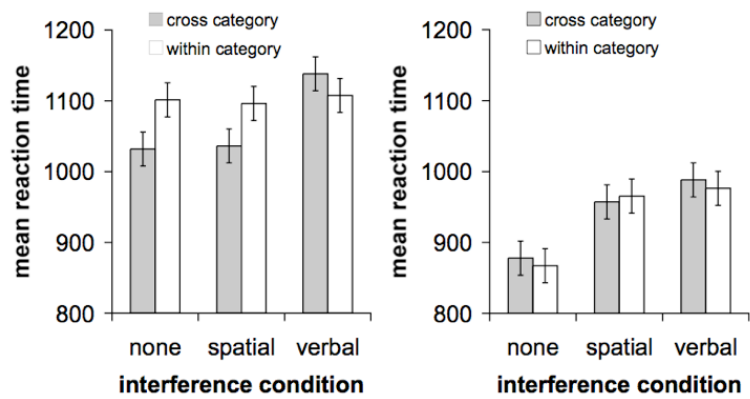 cross category
within category
mean reaction time
1200
1100
1000
900
800
none spatial verbal
interference condition
cross category
within category
mean reaction time
1200
1100
1000
900
800
none spatial verbal
interference condition